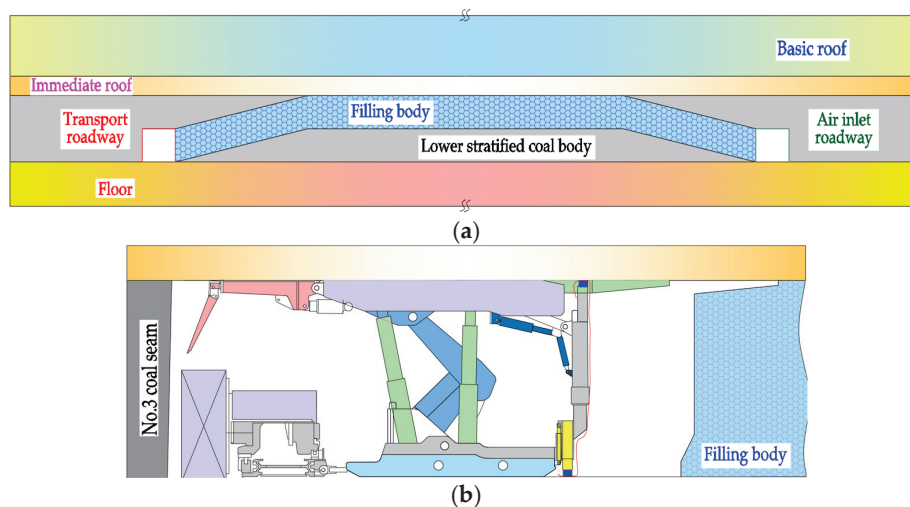 Basic roof
Immediate roof
Transport
roadway
Filling body
Air inlet
roadway
Lower stratified coal body
Floor
(a)
No.3 coal seam
Filling body
(b)